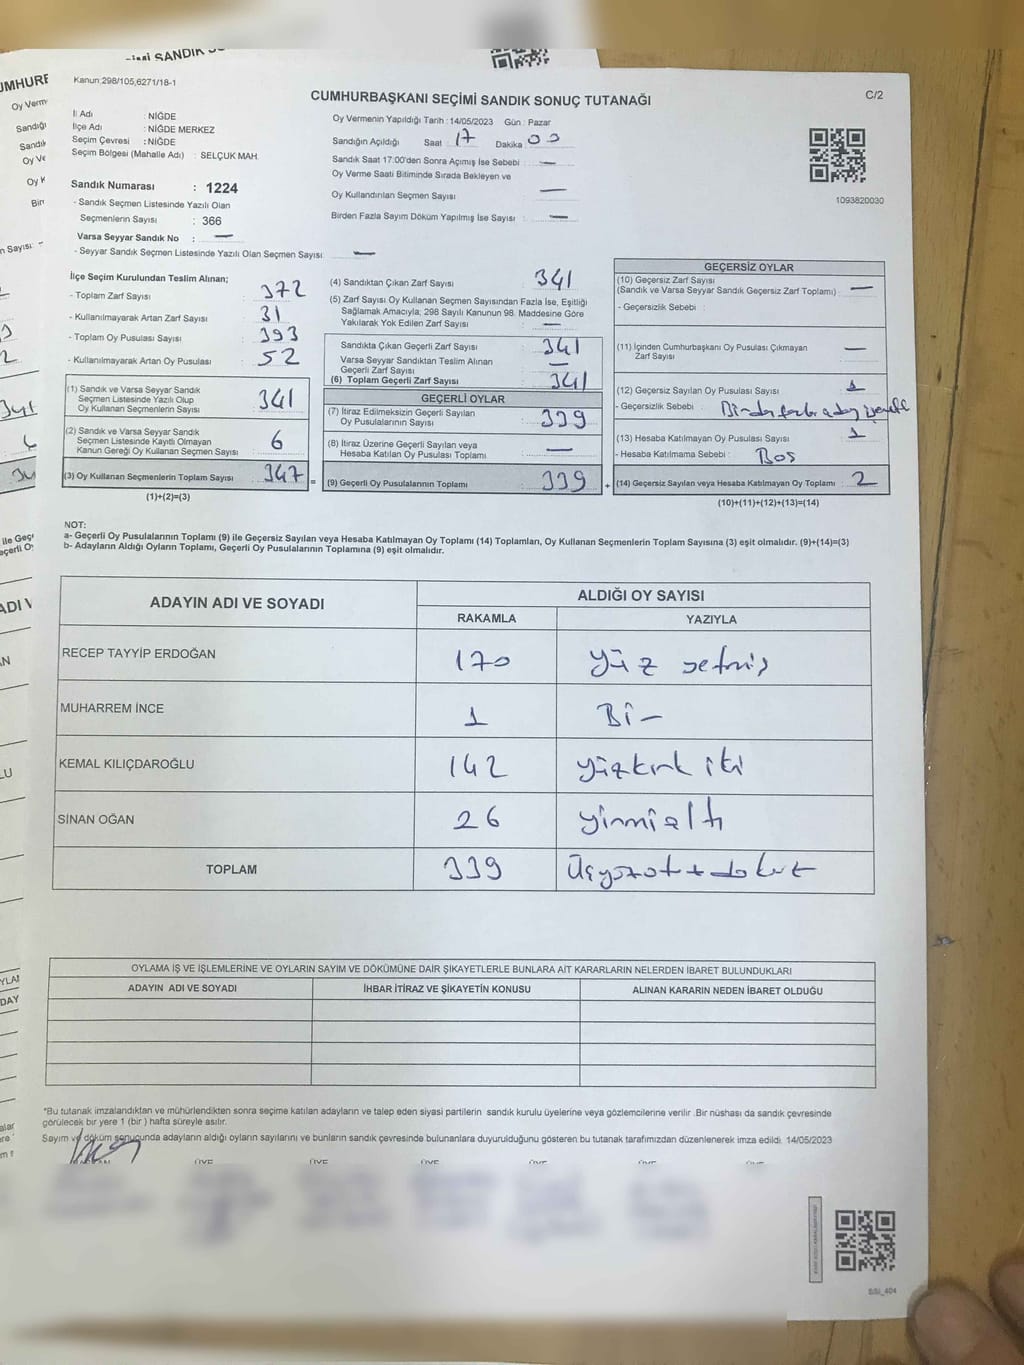 Kanun:298/105,6271/18-1
C/2
CUMHURBAŞKANI SEÇİMİ SANDIK SONUÇ TUTANAĞI
İl Adı : NİĞDE
İlçe Adı : NİĞDE MERKEZ
Seçim Çevresi : NİĞDE
Seçim Bölgesi (Mahalle Adı) : SELÇUK MAH.
Sandık Numarası : 1224
- Sandık Seçmen Listesinde Yazılı Olan
Seçmenlerin Sayısı : 366
Varsa Seyyar Sandık No : —
- Seyyar Sandık Seçmen Listesinde Yazılı Olan Seçmen Sayısı : —
Oy Vermenin Yapıldığı Tarih : 14/05/2023 Gün : Pazar
Sandığın Açıldığı Saat 17 Dakika 00
Sandık Saat 17:00'den Sonra Açımış İse Sebebi : —
Oy Verme Saati Bitiminde Sırada Bekleyen ve
Oy Kullandırılan Seçmen Sayısı —
Birden Fazla Sayım Döküm Yapılmış İse Sayısı : —
1093820030
İlçe Seçim Kurulundan Teslim Alınan;
- Toplam Zarf Sayısı : 372
- Kullanılmayarak Artan Zarf Sayısı : 31
- Toplam Oy Pusulası Sayısı : 393
- Kullanılmayarak Artan Oy Pusulası : 52
(1) Sandık ve Varsa Seyyar Sandık
Seçmen Listesinde Yazılı Olup
Oy Kullanan Seçmenlerin Sayısı : 341
(2) Sandık ve Varsa Seyyar Sandık
Seçmen Listesinde Kayıtlı Olmayan
Kanun Gereği Oy Kullanan Seçmen Sayısı : 6
(3) Oy Kullanan Seçmenlerin Toplam Sayısı : 347 =
(1)+(2)=(3)
(4) Sandıktan Çıkan Zarf Sayısı : 341
(5) Zarf Sayısı Oy Kullanan Seçmen Sayısından Fazla İse, Eşitliği
Sağlamak Amacıyla; 298 Sayılı Kanunun 98. Maddesine Göre
Yakılarak Yok Edilen Zarf Sayısı : —
Sandıkta Çıkan Geçerli Zarf Sayısı : 341
Varsa Seyyar Sandıktan Teslim Alınan
Geçerli Zarf Sayısı : —
(6) Toplam Geçerli Zarf Sayısı : 341
GEÇERLİ OYLAR
(7) İtiraz Edilmeksizin Geçerli Sayılan
Oy Pusulalarının Sayısı : 339
(8) İtiraz Üzerine Geçerli Sayılan veya
Hesaba Katılan Oy Pusulası Toplamı : —
(9) Geçerli Oy Pusulalarının Toplamı : 339 +
GEÇERSİZ OYLAR
(10) Geçersiz Zarf Sayısı
(Sandık ve Varsa Seyyar Sandık Geçersiz Zarf Toplamı) : —
- Geçersizlik Sebebi :
(11) İçinden Cumhurbaşkanı Oy Pusulası Çıkmayan
Zarf Sayısı : —
(12) Geçersiz Sayılan Oy Pusulası Sayısı : 1
- Geçersizlik Sebebi : Birden fazla aday
(13) Hesaba Katılmayan Oy Pusulası Sayısı : 1
- Hesaba Katılmama Sebebi : Boş
(14) Geçersiz Sayılan veya Hesaba Katılmayan Oy Toplamı : 2
(10)+(11)+(12)+(13)=(14)
NOT:
a- Geçerli Oy Pusulalarının Toplamı (9) ile Geçersiz Sayılan veya Hesaba Katılmayan Oy Toplamı (14) Toplamları, Oy Kullanan Seçmenlerin Toplam Sayısına (3) eşit olmalıdır. (9)+(14)=(3)
b- Adayların Aldığı Oyların Toplamı, Geçerli Oy Pusulalarının Toplamına (9) eşit olmalıdır.
ADAYIN ADI VE SOYADI ALDIĞI OY SAYISI
RAKAMLA YAZIYLA
RECEP TAYYİP ERDOĞAN 170 yüz yetmiş
MUHARREM İNCE 1 Bir
KEMAL KILIÇDAROĞLU 142 yüzkırk iki
SİNAN OĞAN 26 yirmialtı
TOPLAM 339 Üçyüzotuzdokuz
OYLAMA İŞ VE İŞLEMLERİNE VE OYLARIN SAYIM VE DÖKÜMÜNE DAİR ŞİKAYETLERLE BUNLARA AİT KARARLARIN NELERDEN İBARET BULUNDUKLARI
ADAYIN ADI VE SOYADI İHBAR İTİRAZ VE ŞİKAYETİN KONUSU ALINAN KARARIN NEDEN İBARET OLDUĞU
*Bu tutanak imzalandıktan ve mühürlendikten sonra seçime katılan adayların ve talep eden siyasi partilerin sandık kurulu üyelerine veya gözlemcilerine verilir .Bir nüshası da sandık çevresinde
görülecek bir yere 1 (bir ) hafta süreyle asılır.
Sayım ve döküm sonucunda adayların aldığı oyların sayılarını ve bunların sandık çevresinde bulunanlara duyurulduğunu gösteren bu tutanak tarafımızdan düzenlenerek imza edildi. 14/05/2023
BAŞKAN ÜYE ÜYE ÜYE ÜYE ÜYE
SSİ_404